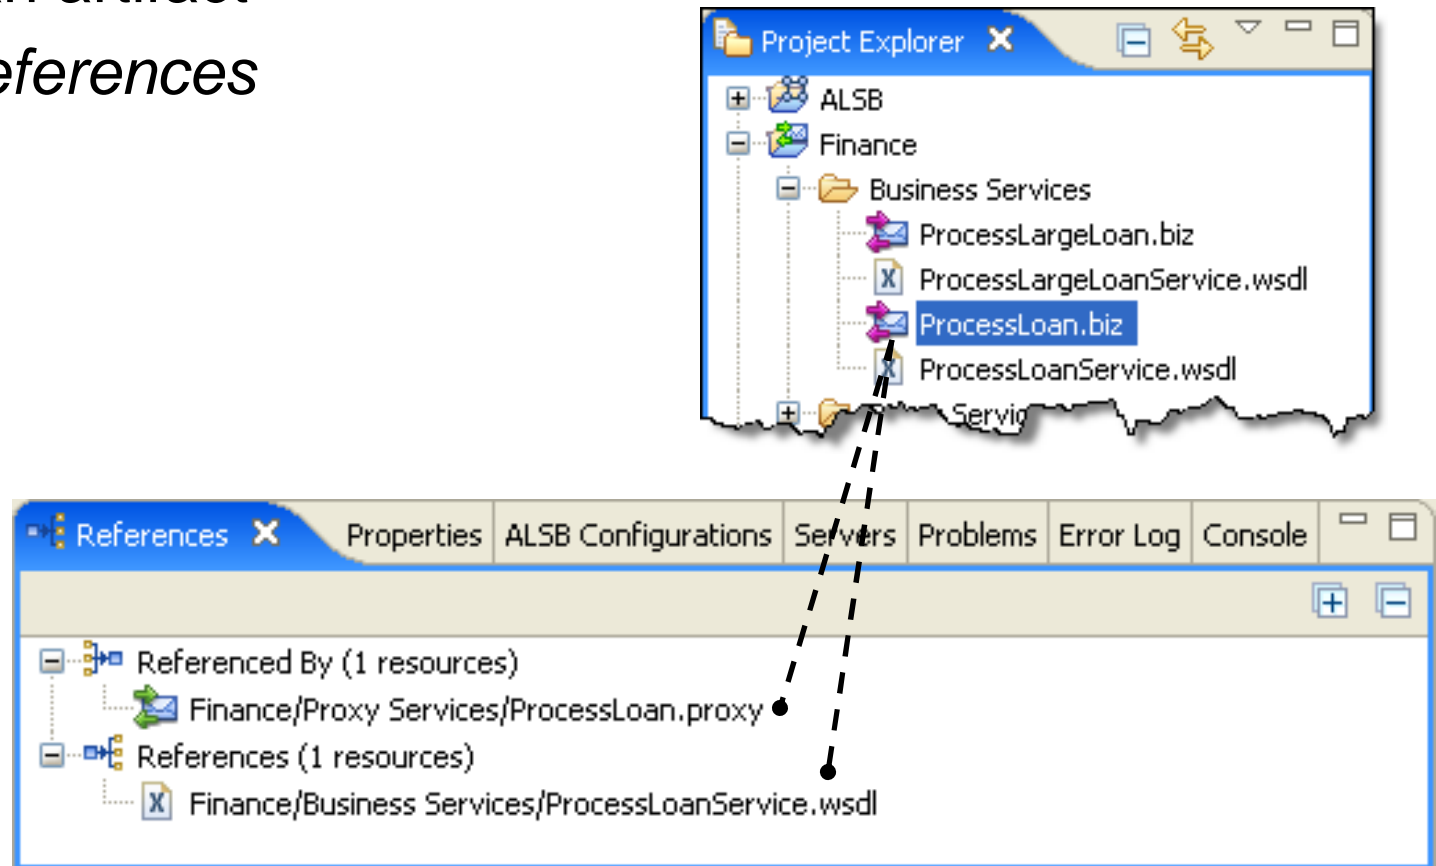 an artifact
eferences
Project Explorer
ALSB
Finance
Business Services
ProcessLargeLoan.biz
ProcessLargeLoanService.wsdl
ProcessLoan.biz
ProcessLoanService.wsdl
References Properties ALSB Configurations Servers Problems Error Log Console
Referenced By (1 resources)
Finance/Proxy Services/ProcessLoan.proxy
References (1 resources)
Finance/Business Services/ProcessLoanService.wsdl